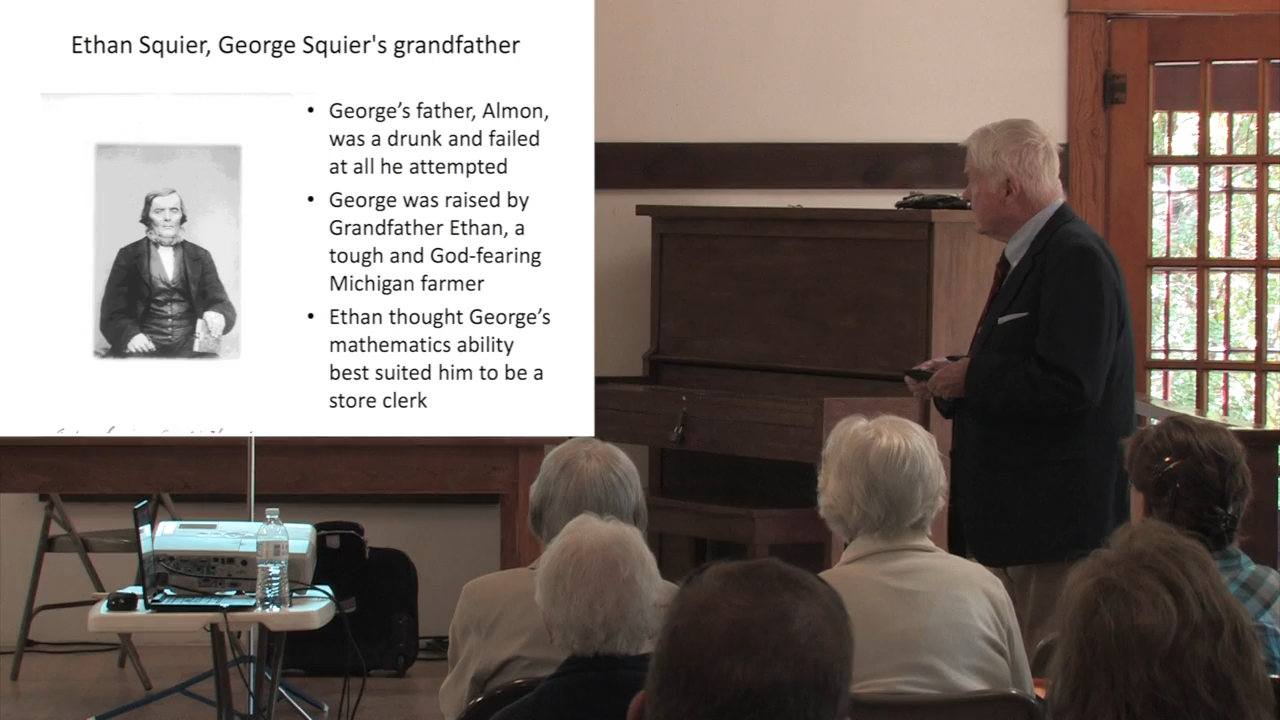 Ethan Squier, George Squier's grandfather
• George’s father, Almon,
was a drunk and failed
at all he attempted
• George was raised by
Grandfather Ethan, a
tough and God-fearing
Michigan farmer
• Ethan thought George’s
mathematics ability
best suited him to be a
store clerk